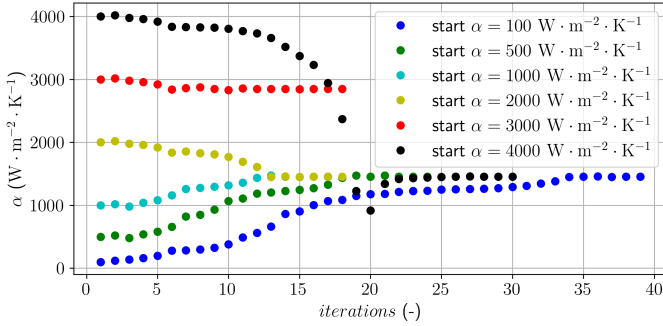 4000
3000
2000
1000
0
α (W · m⁻² · K⁻¹)
start α = 100 W · m⁻² · K⁻¹
start α = 500 W · m⁻² · K⁻¹
start α = 1000 W · m⁻² · K⁻¹
start α = 2000 W · m⁻² · K⁻¹
start α = 3000 W · m⁻² · K⁻¹
start α = 4000 W · m⁻² · K⁻¹
0 5 10 15 20 25 30 35 40
iterations (-)